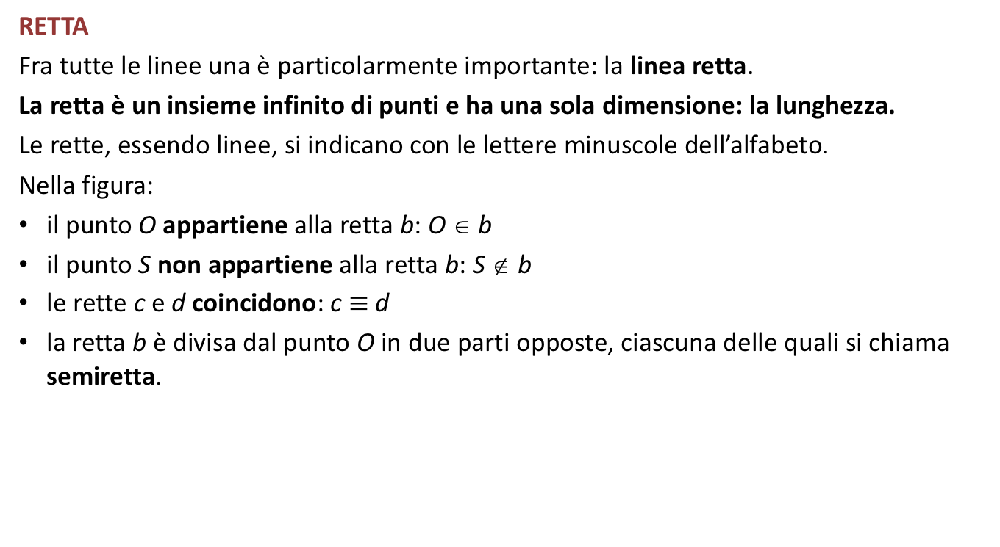 RETTA
Fra tutte le linee una è particolarmente importante: la linea retta.
La retta è un insieme infinito di punti e ha una sola dimensione: la lunghezza.
Le rette, essendo linee, si indicano con le lettere minuscole dell’alfabeto.
Nella figura:
• il punto O appartiene alla retta b: O ∈ b
• il punto S non appartiene alla retta b: S ∉ b
• le rette c e d coincidono: c ≡ d
• la retta b è divisa dal punto O in due parti opposte, ciascuna delle quali si chiama
semiretta.